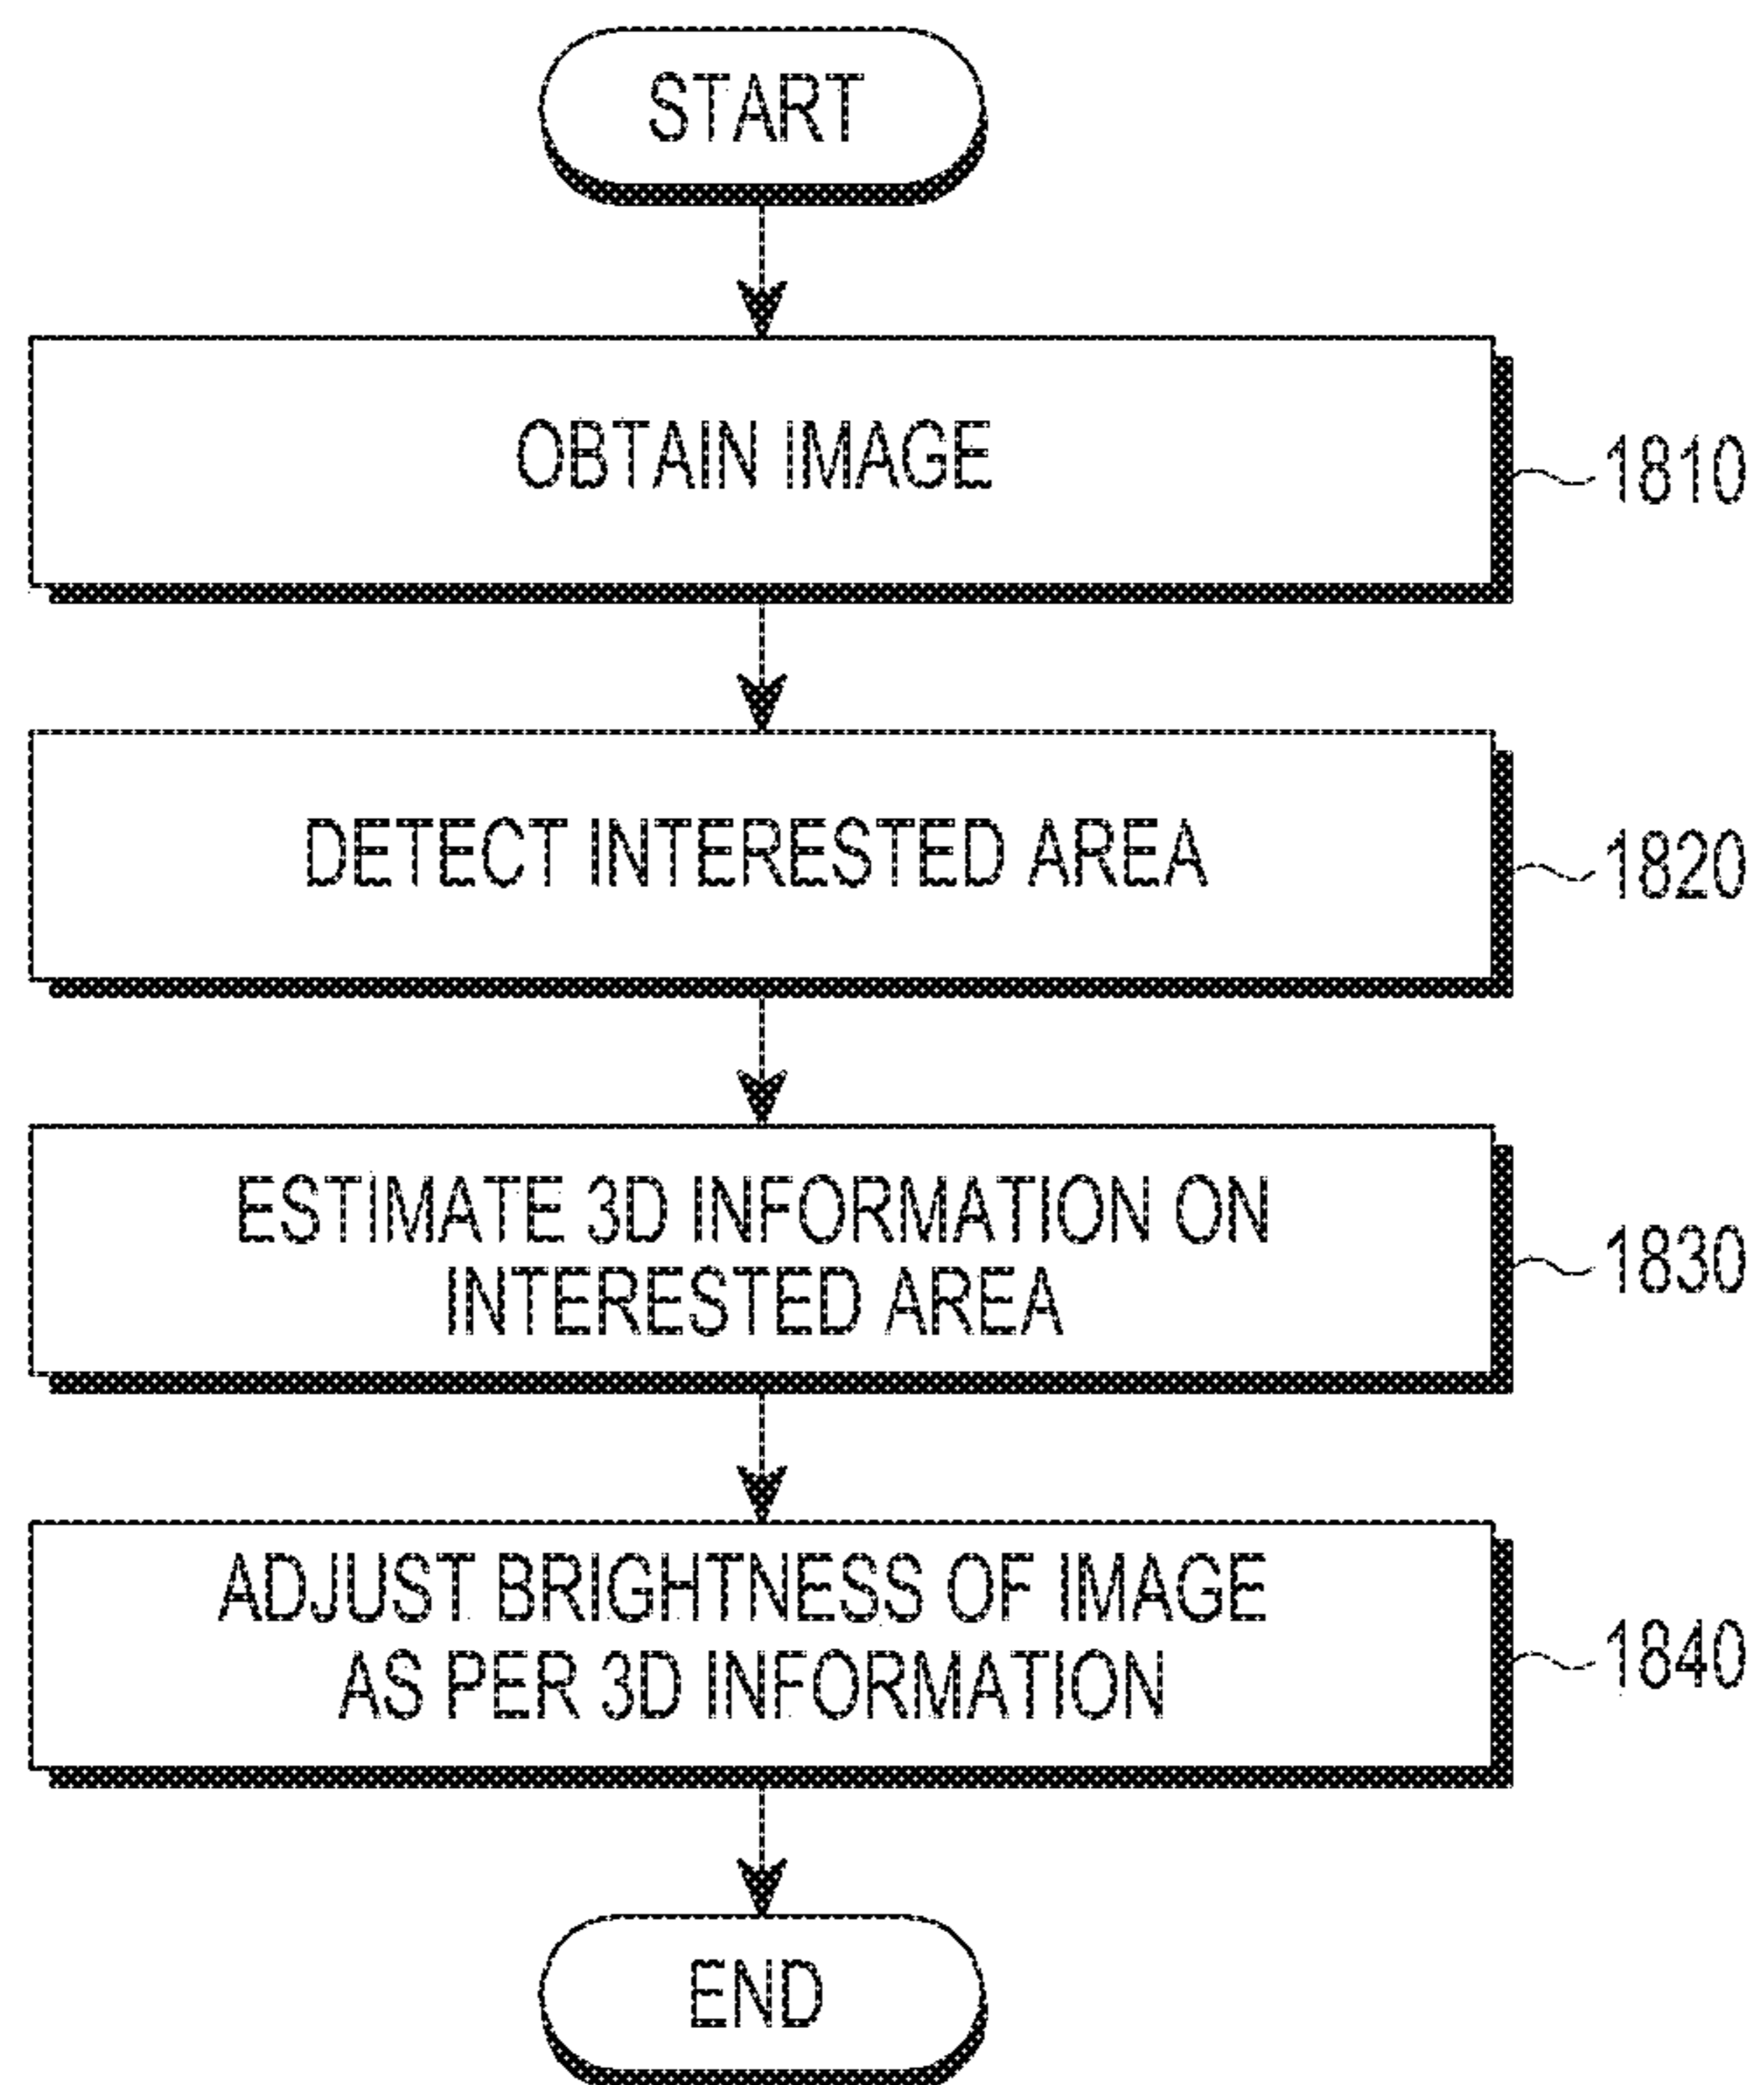 START
OBTAIN IMAGE
1810
DETECT INTERESTED AREA
1820
ESTIMATE 3D INFORMATION ON
INTERESTED AREA
1830
ADJUST BRIGHTNESS OF IMAGE
AS PER 3D INFORMATION
1840
END